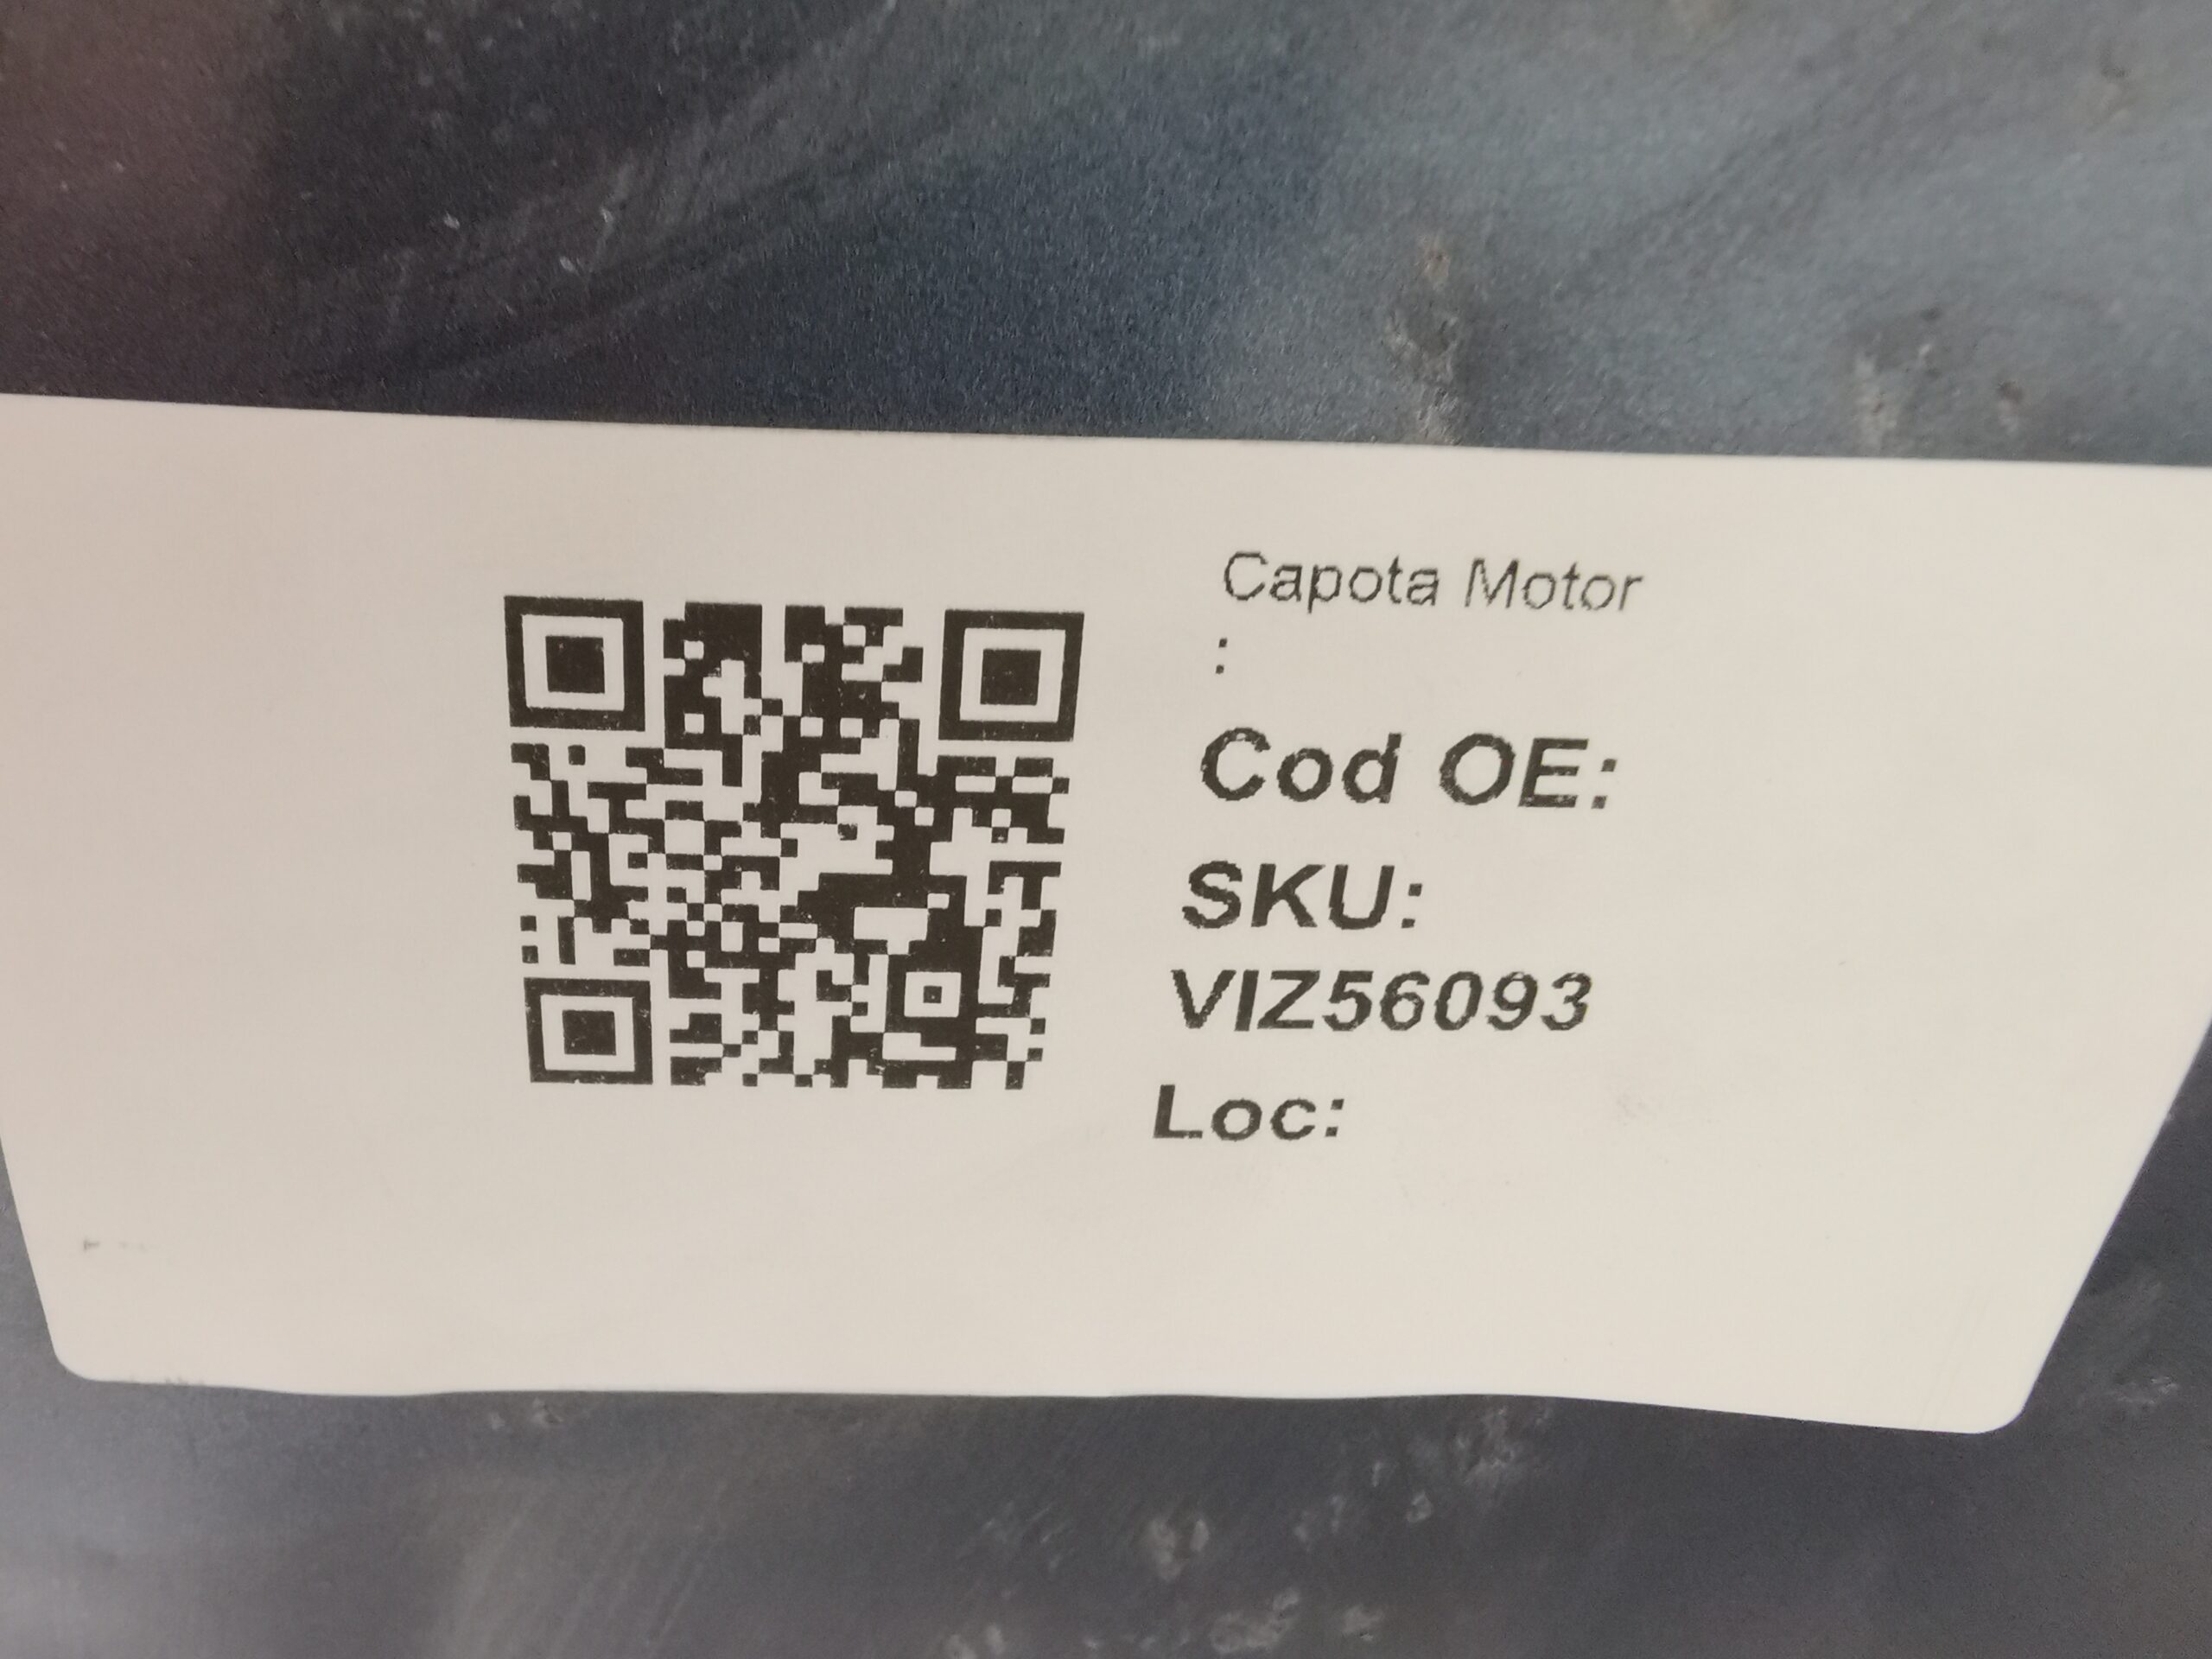 Capota Motor
:
Cod OE:
SKU:
VIZ56093
Loc: